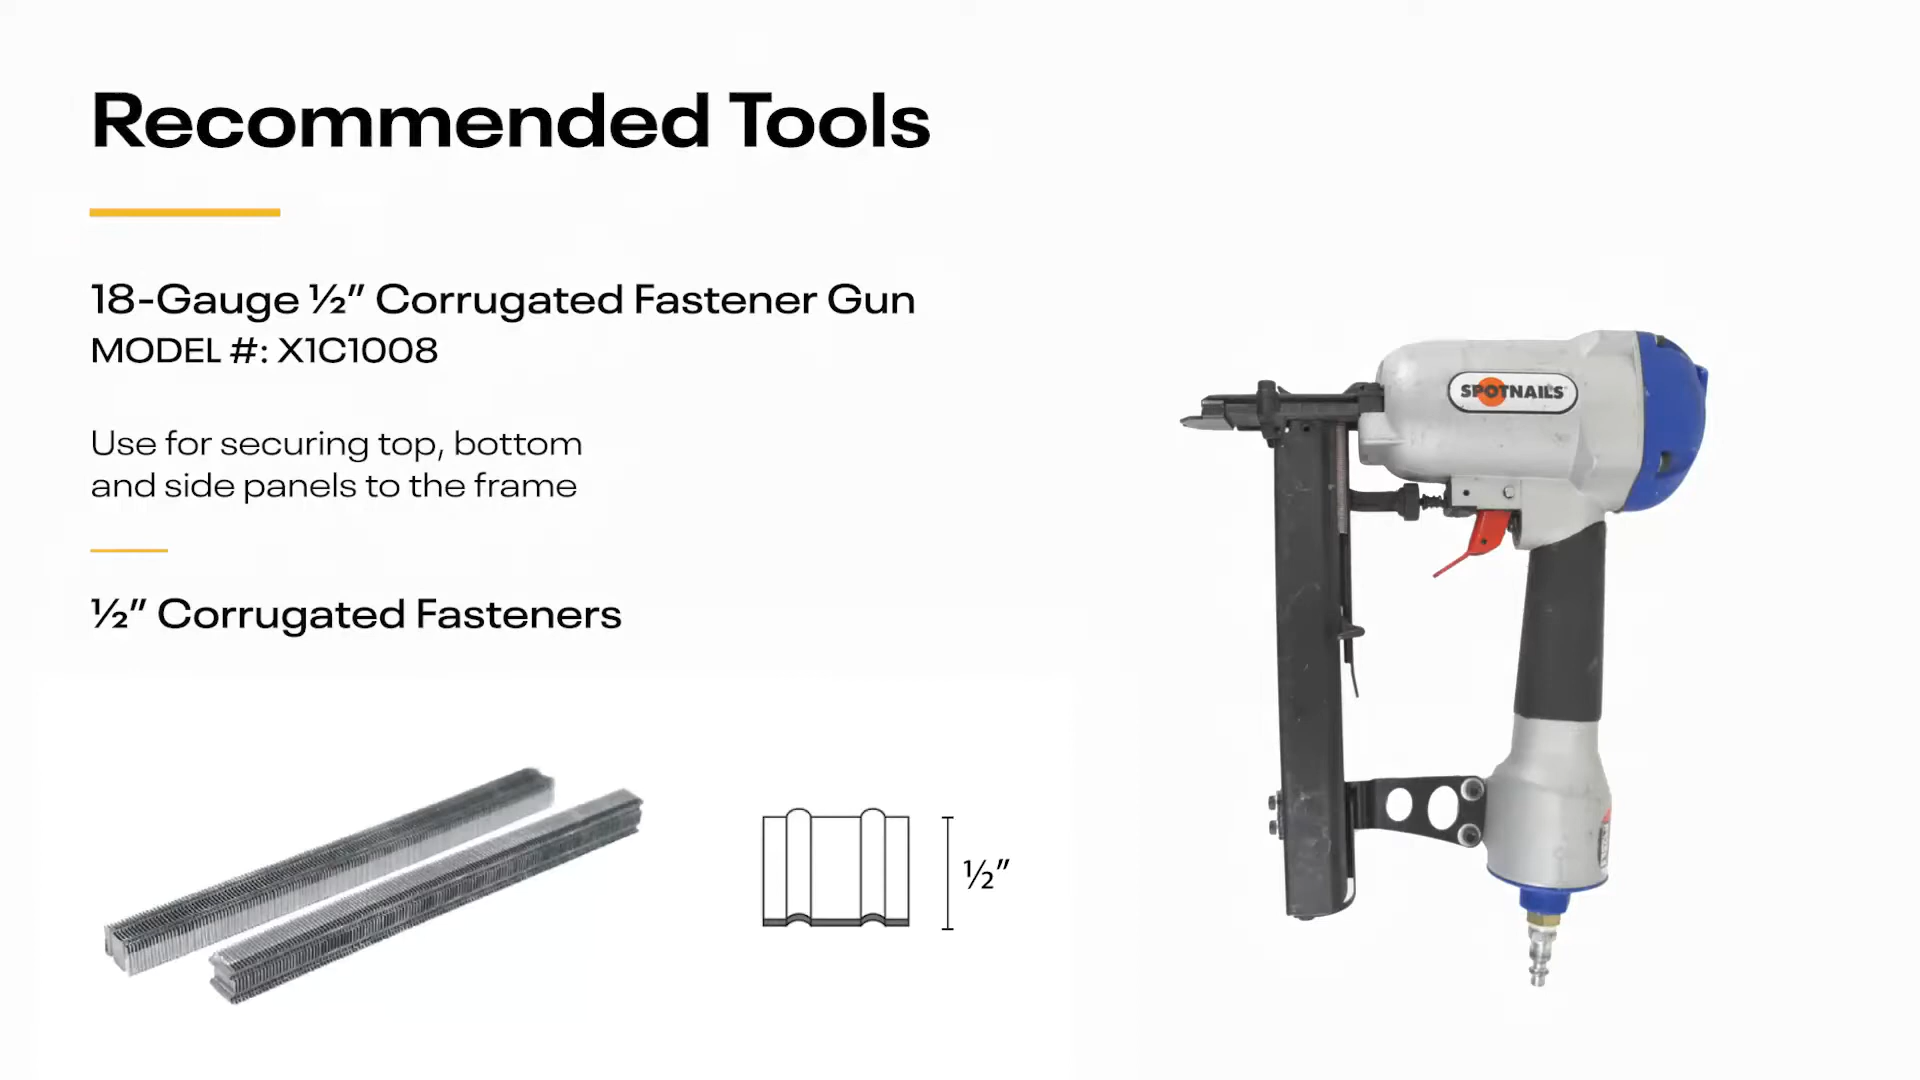 Recommended Tools
18-Gauge ½” Corrugated Fastener Gun
MODEL #: X1C1008
Use for securing top, bottom
and side panels to the frame
½” Corrugated Fasteners
½”
SPOTNAILS